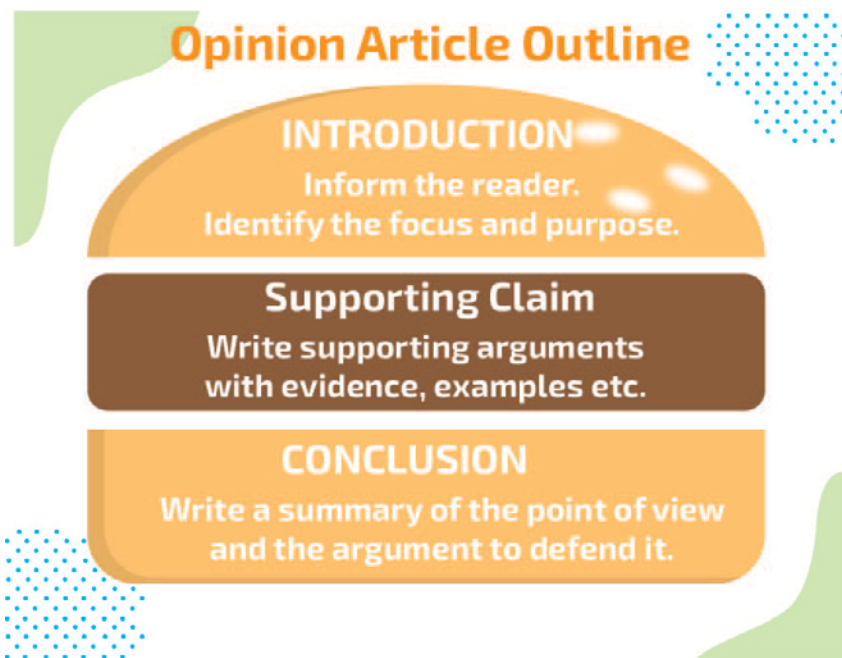 Opinion Article Outline
INTRODUCTION
Inform the reader.
Identify the focus and purpose.
Supporting Claim
Write supporting arguments
with evidence, examples etc.
CONCLUSION
Write a summary of the point of view
and the argument to defend it.